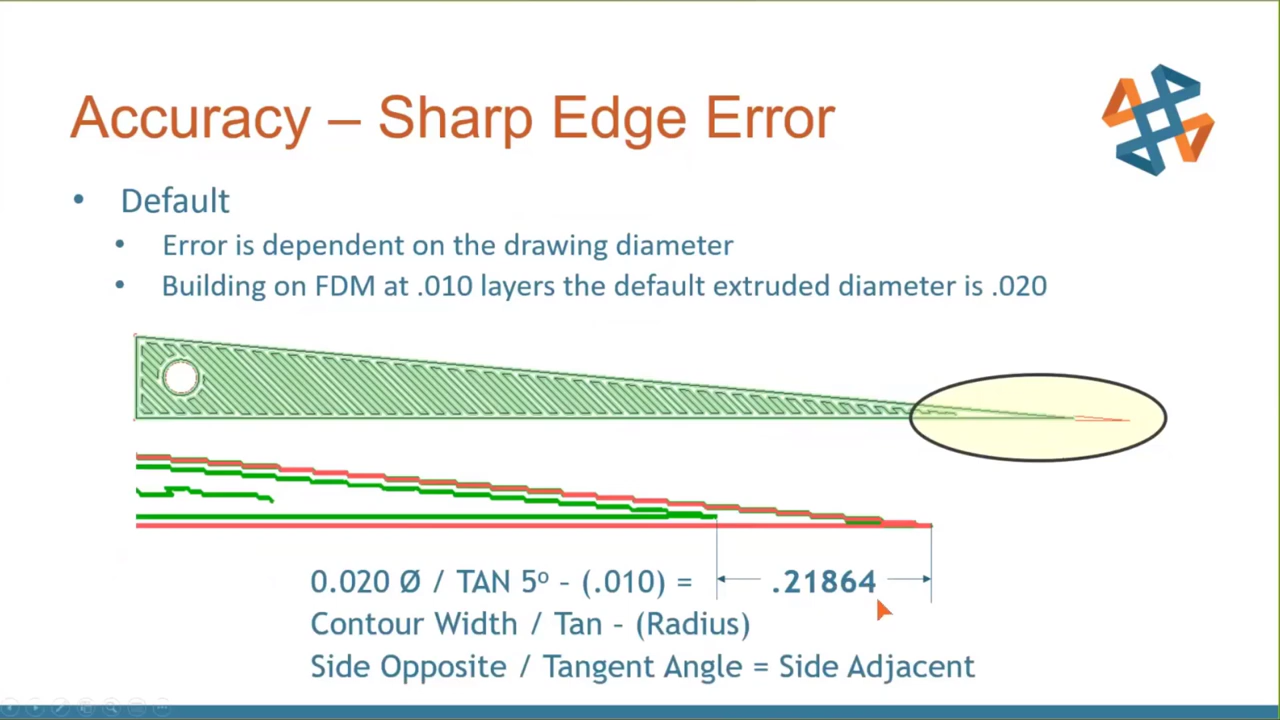 Accuracy – Sharp Edge Error
• Default
• Error is dependent on the drawing diameter
• Building on FDM at .010 layers the default extruded diameter is .020
0.020 Ø / TAN 5º – (.010) = .21864
Contour Width / Tan – (Radius)
Side Opposite / Tangent Angle = Side Adjacent